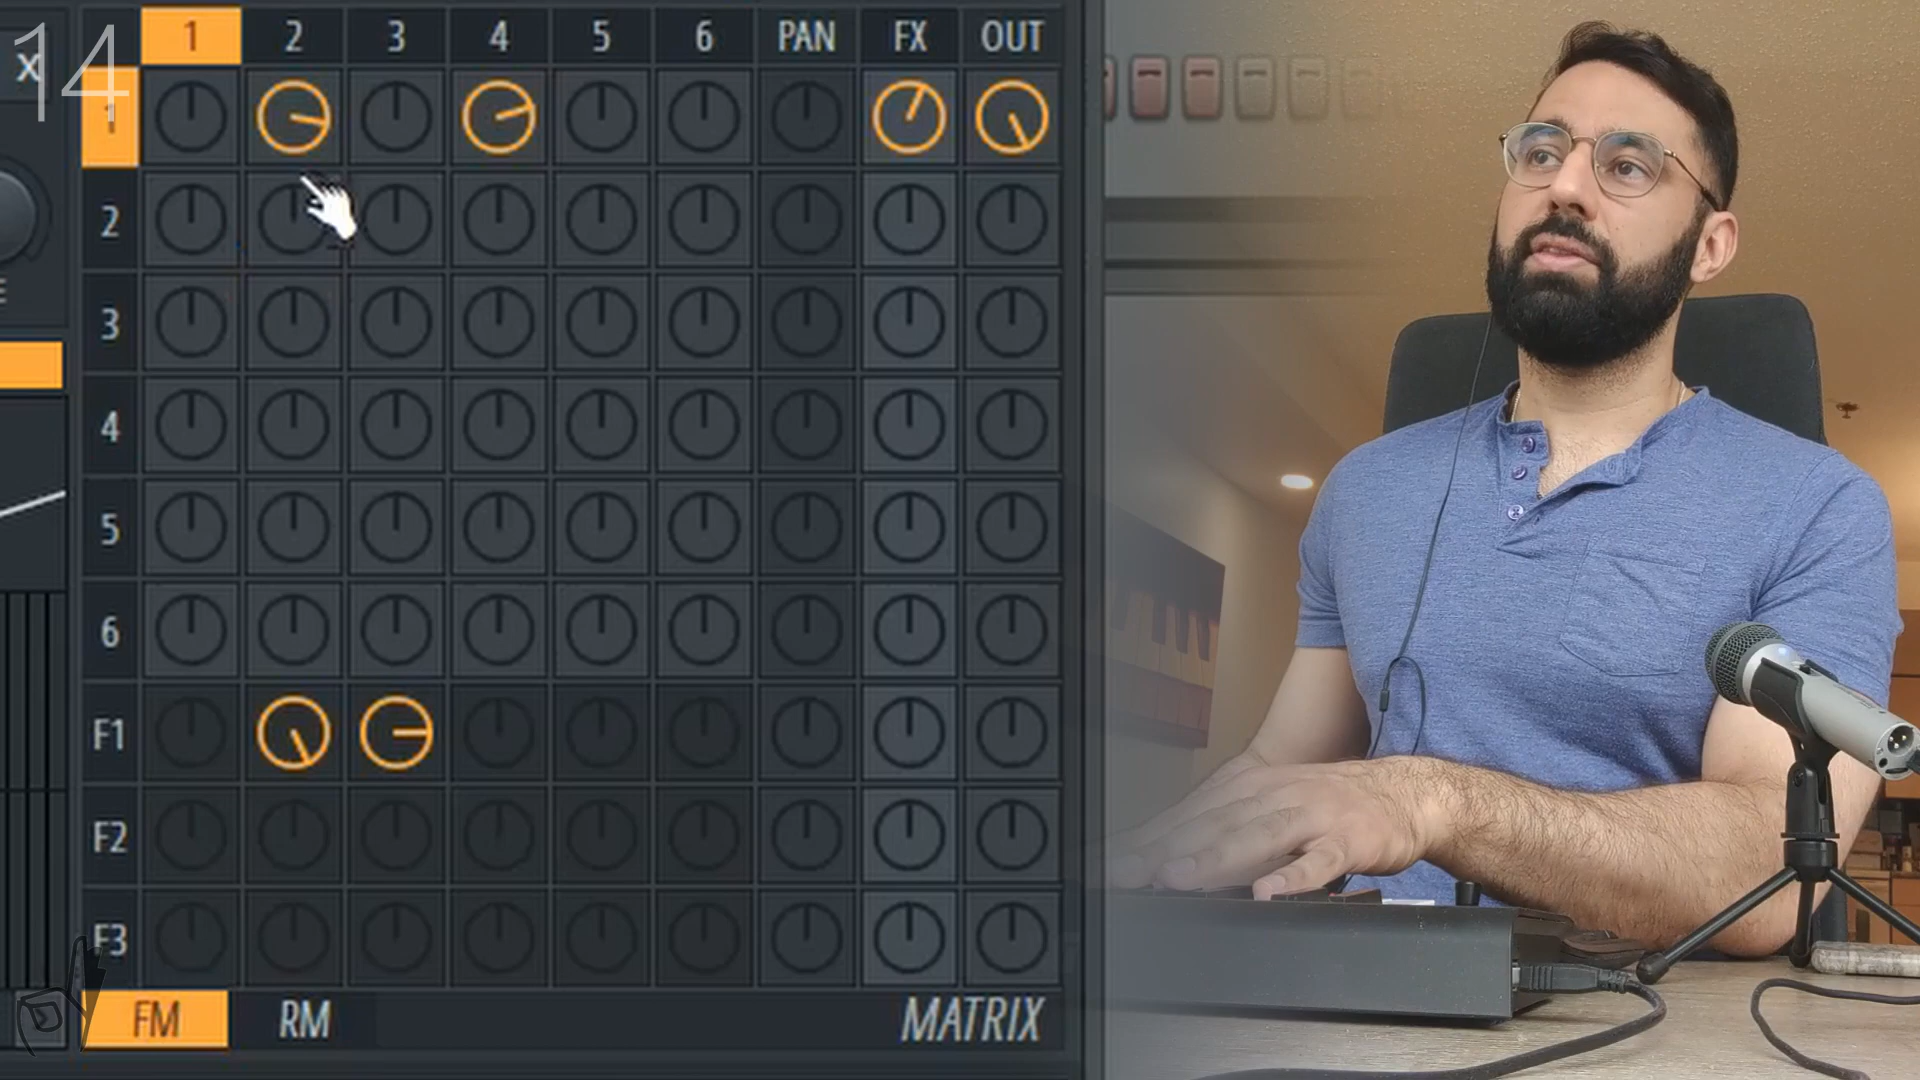 14
X
1 2 3 4 5 6 PAN FX OUT
1
2
3
4
5
6
F1
F2
F3
E
FM RM MATRIX